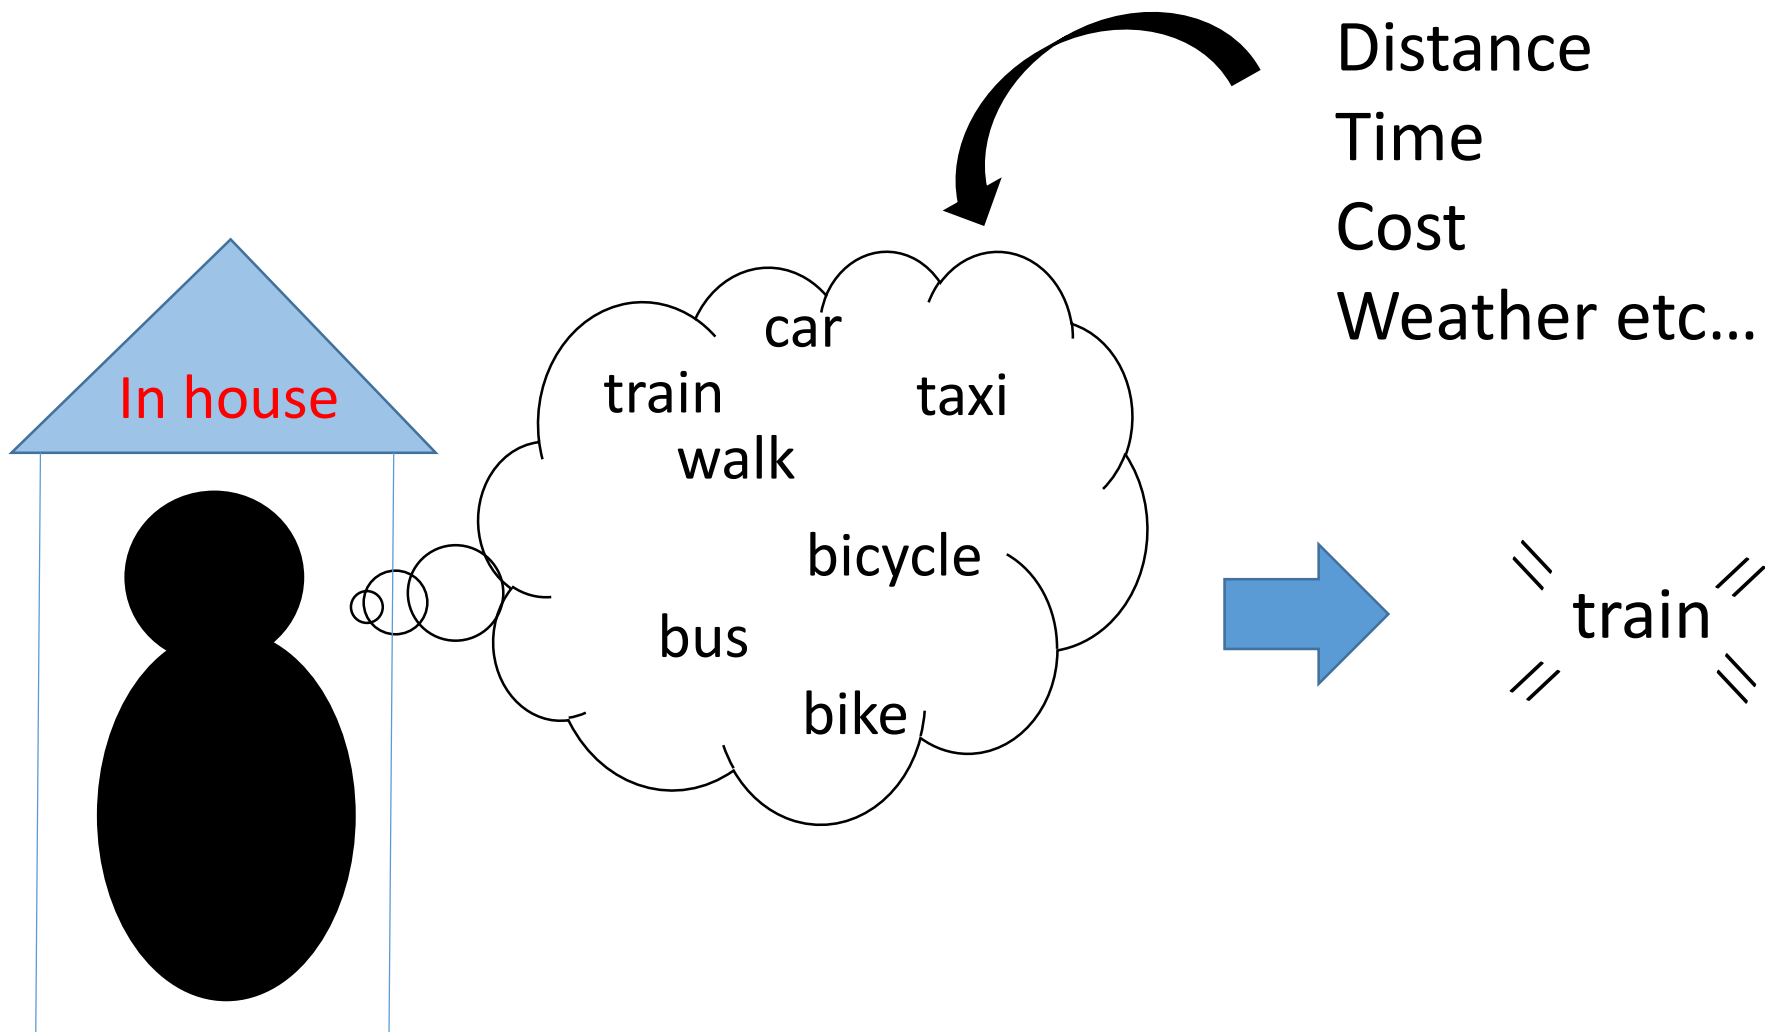 Distance
Time
Cost
Weather etc...
In house
car
train
taxi
walk
bicycle
bus
bike
train